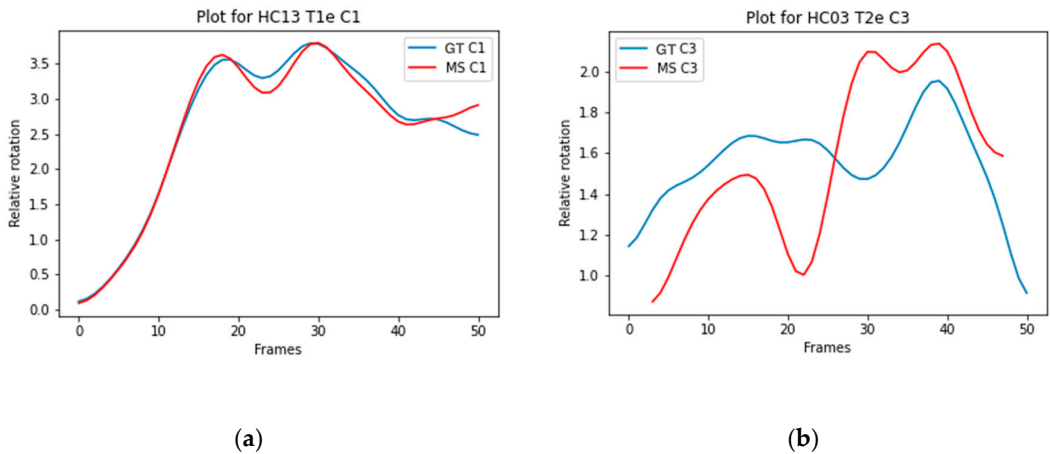 Plot for HC13 T1e C1
GT C1
MS C1
Relative rotation
3.5
3.0
2.5
2.0
1.5
1.0
0.5
0.0
0 10 20 30 40 50
Frames
(a)
Plot for HC03 T2e C3
GT C3
MS C3
Relative rotation
2.0
1.8
1.6
1.4
1.2
1.0
0 10 20 30 40 50
Frames
(b)